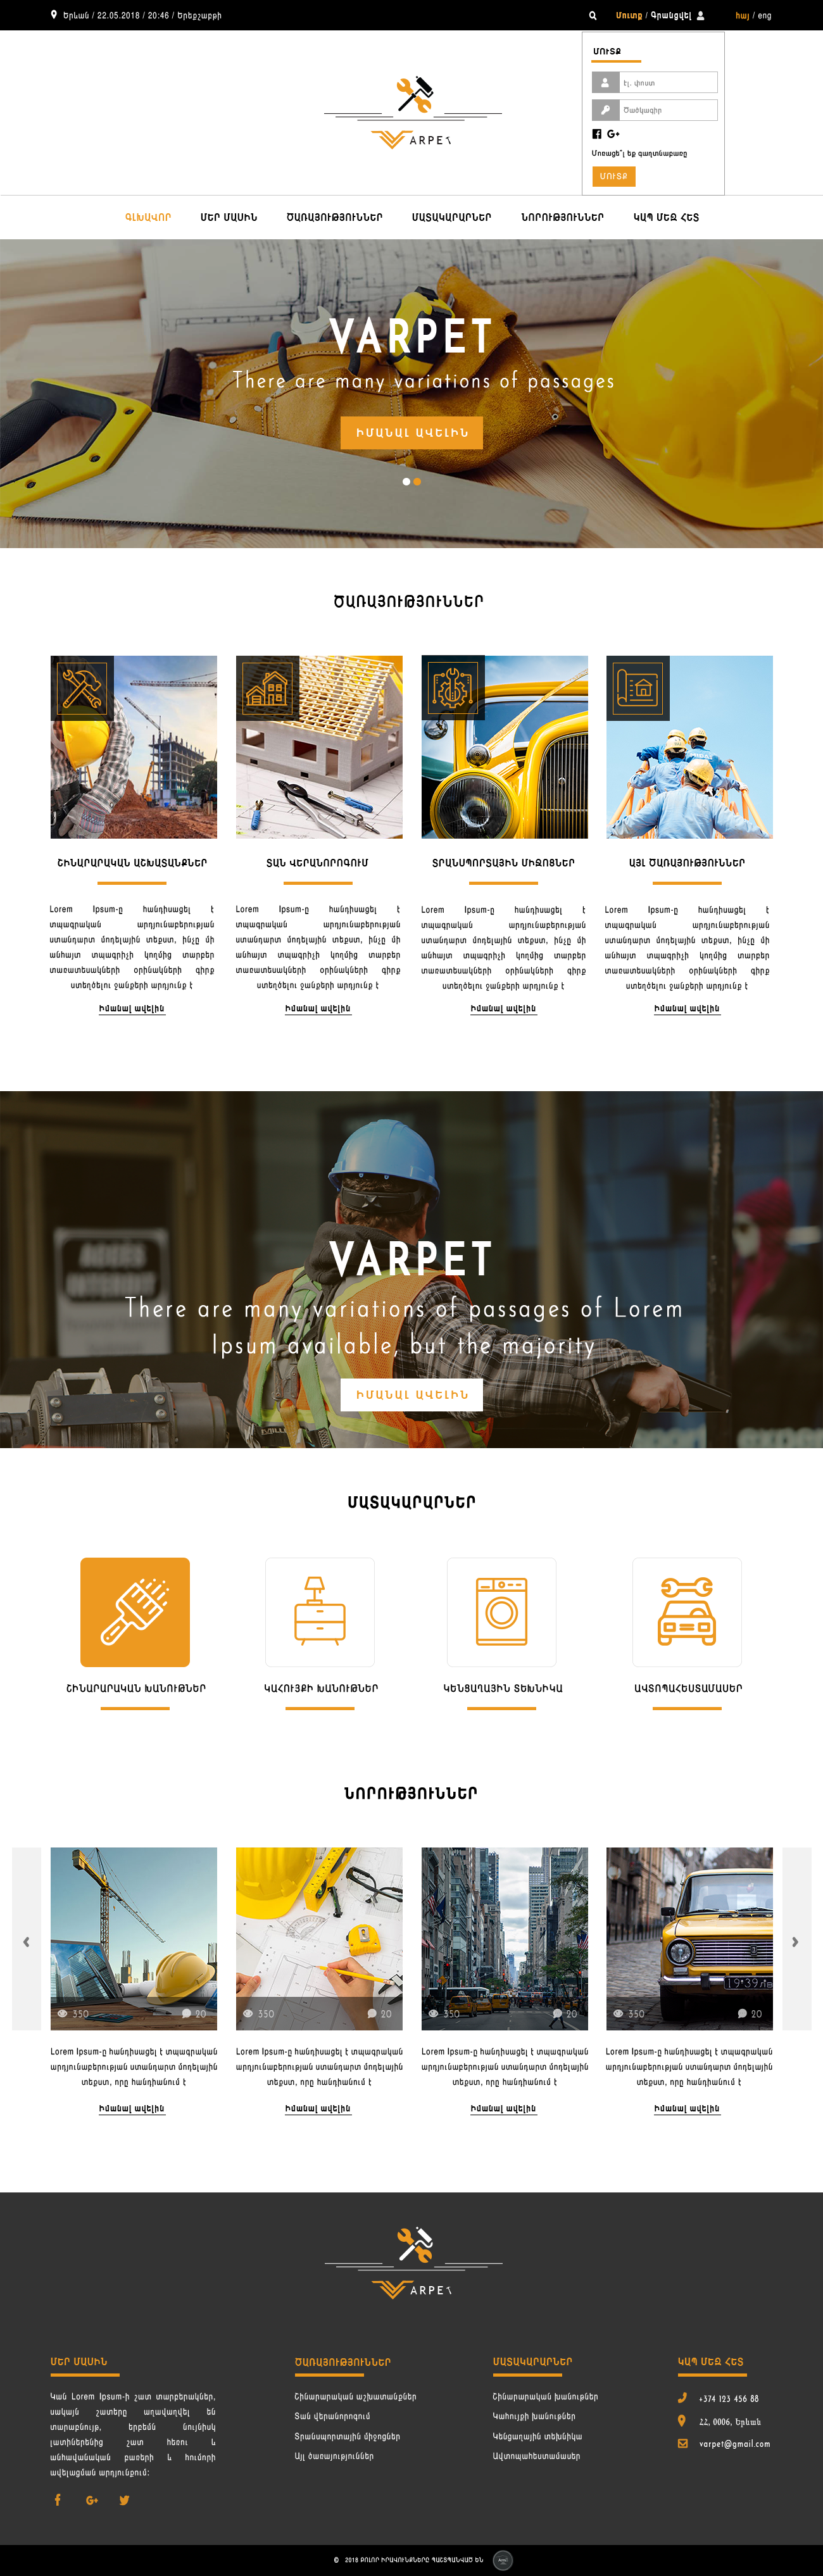 Երևան / 22.05.2018 / 20:46 / Երեքշաբթի
Մուտք / Գրանցվել
հայ / eng
ՄՈՒՏՔ
Էլ. փոստ
Ծածկագիր
G+
Մոռացե՞լ եք գաղտնաբառը
ՄՈՒՏՔ
VARPET
ԳԼԽԱՎՈՐ ՄԵՐ ՄԱՍԻՆ ԾԱՌԱՅՈՒԹՅՈՒՆՆԵՐ ՄԱՏԱԿԱՐԱՐՆԵՐ ՆՈՐՈՒԹՅՈՒՆՆԵՐ ԿԱՊ ՄԵԶ ՀԵՏ
VARPET
There are many variations of passages
ԻՄԱՆԱԼ ԱՎԵԼԻՆ
ԾԱՌԱՅՈՒԹՅՈՒՆՆԵՐ
ՇԻՆԱՐԱՐԱԿԱՆ ԱՇԽԱՏԱՆՔՆԵՐ
Lorem Ipsum-ը հանդիսացել է
տպագրական արդյունաբերության
ստանդարտ մոդելային տեքստ, ինչը մի
անհայտ տպագրիչի կողմից տարբեր
տառատեսակների օրինակների գիրք
ստեղծելու ջանքերի արդյունք է
Իմանալ ավելին
ՏԱՆ ՎԵՐԱՆՈՐՈԳՈՒՄ
Lorem Ipsum-ը հանդիսացել է
տպագրական արդյունաբերության
ստանդարտ մոդելային տեքստ, ինչը մի
անհայտ տպագրիչի կողմից տարբեր
տառատեսակների օրինակների գիրք
ստեղծելու ջանքերի արդյունք է
Իմանալ ավելին
ՏՐԱՆՍՊՈՐՏԱՅԻՆ ՄԻՋՈՑՆԵՐ
Lorem Ipsum-ը հանդիսացել է
տպագրական արդյունաբերության
ստանդարտ մոդելային տեքստ, ինչը մի
անհայտ տպագրիչի կողմից տարբեր
տառատեսակների օրինակների գիրք
ստեղծելու ջանքերի արդյունք է
Իմանալ ավելին
ԱՅԼ ԾԱՌԱՅՈՒԹՅՈՒՆՆԵՐ
Lorem Ipsum-ը հանդիսացել է
տպագրական արդյունաբերության
ստանդարտ մոդելային տեքստ, ինչը մի
անհայտ տպագրիչի կողմից տարբեր
տառատեսակների օրինակների գիրք
ստեղծելու ջանքերի արդյունք է
Իմանալ ավելին
VARPET
There are many variations of passages of Lorem
Ipsum available, but the majority
ԻՄԱՆԱԼ ԱՎԵԼԻՆ
ՄԱՏԱԿԱՐԱՐՆԵՐ
ՇԻՆԱՐԱՐԱԿԱՆ ԽԱՆՈՒԹՆԵՐ
ԿԱՀՈՒՅՔԻ ԽԱՆՈՒԹՆԵՐ
ԿԵՆՑԱՂԱՅԻՆ ՏԵԽՆԻԿԱ
ԱՎՏՈՊԱՀԵՍՏԱՄԱՍԵՐ
ՆՈՐՈՒԹՅՈՒՆՆԵՐ
350 20
Lorem Ipsum-ը հանդիսացել է տպագրական
արդյունաբերության ստանդարտ մոդելային
տեքստ, որը հանդիանում է
Իմանալ ավելին
350 20
Lorem Ipsum-ը հանդիսացել է տպագրական
արդյունաբերության ստանդարտ մոդելային
տեքստ, որը հանդիանում է
Իմանալ ավելին
350 20
Lorem Ipsum-ը հանդիսացել է տպագրական
արդյունաբերության ստանդարտ մոդելային
տեքստ, որը հանդիանում է
Իմանալ ավելին
350 20
Lorem Ipsum-ը հանդիսացել է տպագրական
արդյունաբերության ստանդարտ մոդելային
տեքստ, որը հանդիանում է
Իմանալ ավելին
VARPET
ՄԵՐ ՄԱՍԻՆ
Կան Lorem Ipsum-ի շատ տարբերակներ,
սակայն շատերը աղավաղվել են
տարաբնույթ, երբեմն նույնիսկ
լատիներենից շատ հեռու և
անհավանական բառերի և հումորի
ավելացման արդյունքում:
G+
ԾԱՌԱՅՈՒԹՅՈՒՆՆԵՐ
Շինարարական աշխատանքներ
Տան վերանորոգում
Տրանսպորտային միջոցներ
Այլ ծառայություններ
ՄԱՏԱԿԱՐԱՐՆԵՐ
Շինարարական խանութներ
Կահույքի խանութներ
Կենցաղային տեխնիկա
Ավտոպահեստամասեր
ԿԱՊ ՄԵԶ ՀԵՏ
+374 123 456 88
ՀՀ, 0006, Երևան
varpet@gmail.com
© 2018 ԲՈԼՈՐ ԻՐԱՎՈՒՆՔՆԵՐԸ ՊԱՇՏՊԱՆՎԱԾ ԵՆ